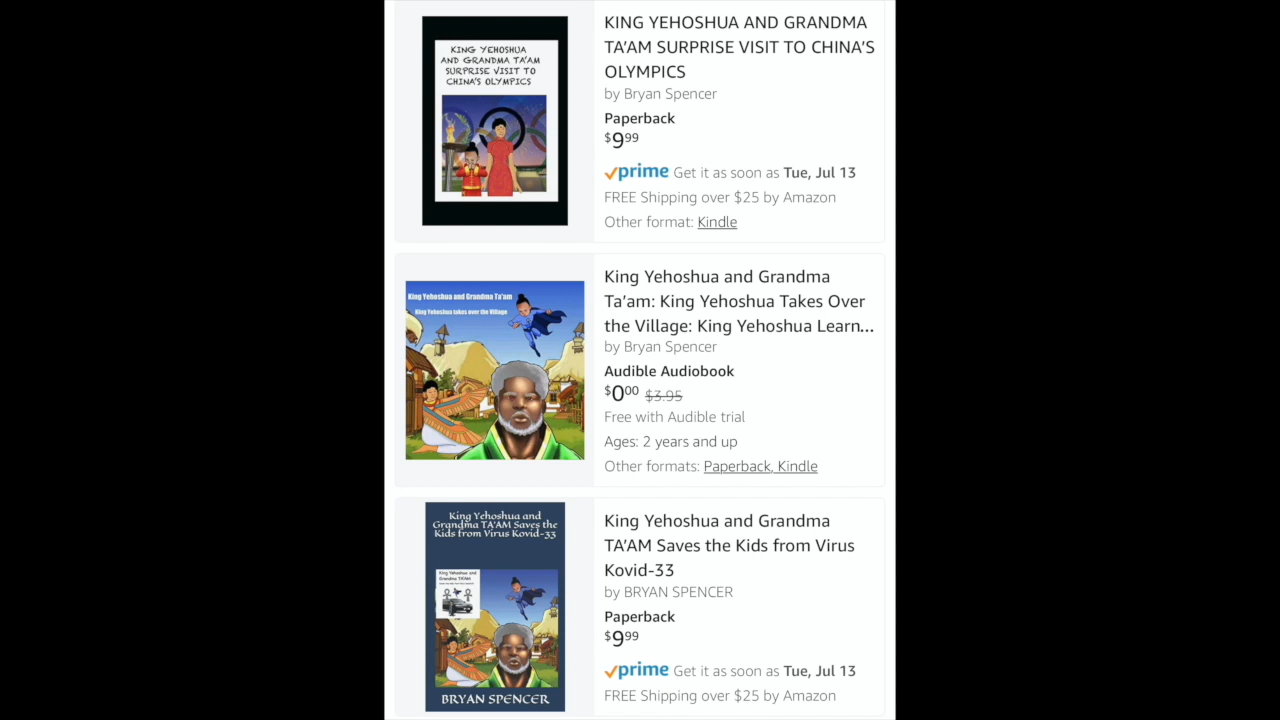 KING YEHOSHUA
AND GRANDMA TA'AM
SURPRISE VISIT TO
CHINA'S OLYMPICS
KING YEHOSHUA AND GRANDMA
TA'AM SURPRISE VISIT TO CHINA'S
OLYMPICS
by Bryan Spencer
Paperback
$9.99
prime Get it as soon as Tue, Jul 13
FREE Shipping over $25 by Amazon
Other format: Kindle
King Yehoshua and Grandma Ta'am
King Yehoshua takes over the Village
King Yehoshua and Grandma
Ta'am: King Yehoshua Takes Over
the Village: King Yehoshua Learn...
by Bryan Spencer
Audible Audiobook
$0.00 $3.95
Free with Audible trial
Ages: 2 years and up
Other formats: Paperback, Kindle
King Yehoshua and
Grandma TA'AM Saves the
Kids from Virus Kovid-33
King Yehoshua and
Grandma TA'AM
BRYAN SPENCER
King Yehoshua and Grandma
TA'AM Saves the Kids from Virus
Kovid-33
by BRYAN SPENCER
Paperback
$9.99
prime Get it as soon as Tue, Jul 13
FREE Shipping over $25 by Amazon